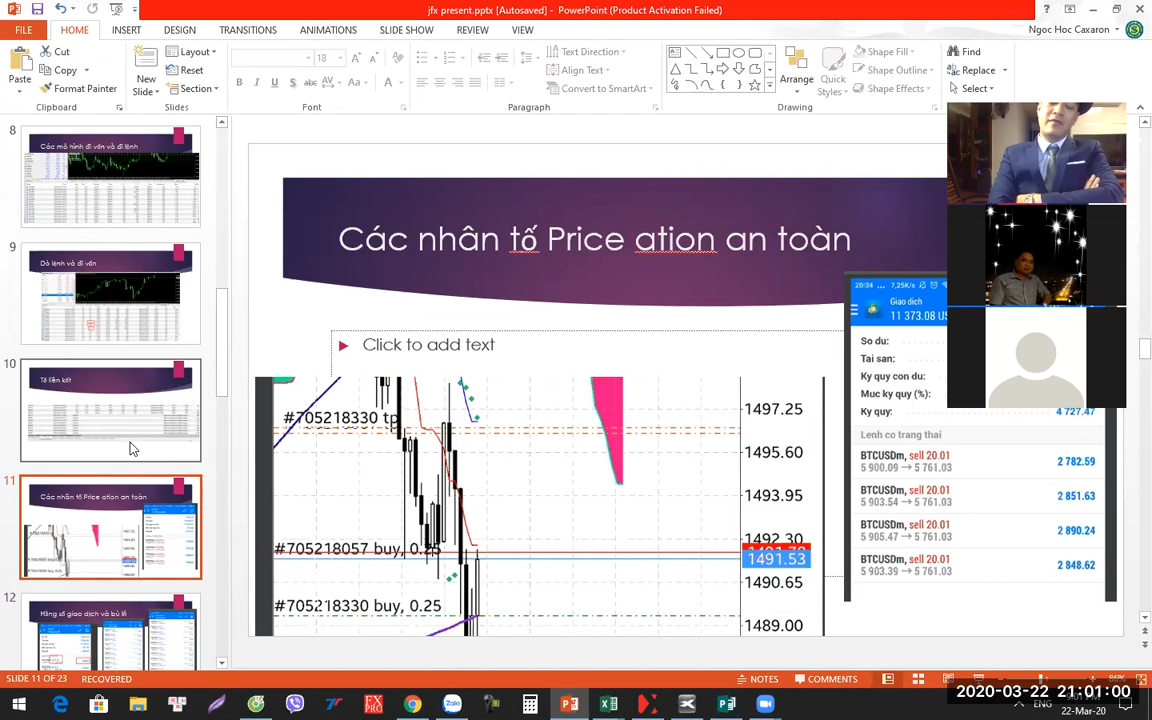 jfx present.pptx [Autosaved] - PowerPoint (Product Activation Failed)
FILE HOME INSERT DESIGN TRANSITIONS ANIMATIONS SLIDE SHOW REVIEW VIEW
Ngoc Hoc Caxaron
Paste
Cut
Copy
Format Painter
Clipboard
New Slide
Layout
Reset
Section
Slides
18
Font
Text Direction
Align Text
Convert to SmartArt
Paragraph
Arrange
Quick Styles
Shape Fill
Shape Outline
Shape Effects
Drawing
Find
Replace
Select
8
Các mô hình đi vốn và đi lệnh
9
Dò lệnh và đi vốn
10
11
Các nhân tố Price ation an toàn
12
Hằng số giao dịch và bù lỗ
Các nhân tố Price ation an toàn
Click to add text
#705218330 tp
#705218057 buy, 0.25
#705218330 buy, 0.25
1497.25
1495.60
1493.95
1492.30
1491.53
1490.65
1489.00
20:34 ... 7,25K/s
Giao dịch
11 373.08 US
So du:
Tai san:
Ky quy con du:
Muc ky quy (%):
Ky quy: 4 727.47
Lenh co trang thai
BTCUSDm, sell 20.01
5 900.09 → 5 761.03
2 782.59
BTCUSDm, sell 20.01
5 903.54 → 5 761.03
2 851.63
BTCUSDm, sell 20.01
5 905.47 → 5 761.03
2 890.24
BTCUSDm, sell 20.01
5 903.39 → 5 761.03
2 848.62
SLIDE 11 OF 23 RECOVERED
NOTES COMMENTS
2020-03-22 21:01:00
ENG
22-Mar-20